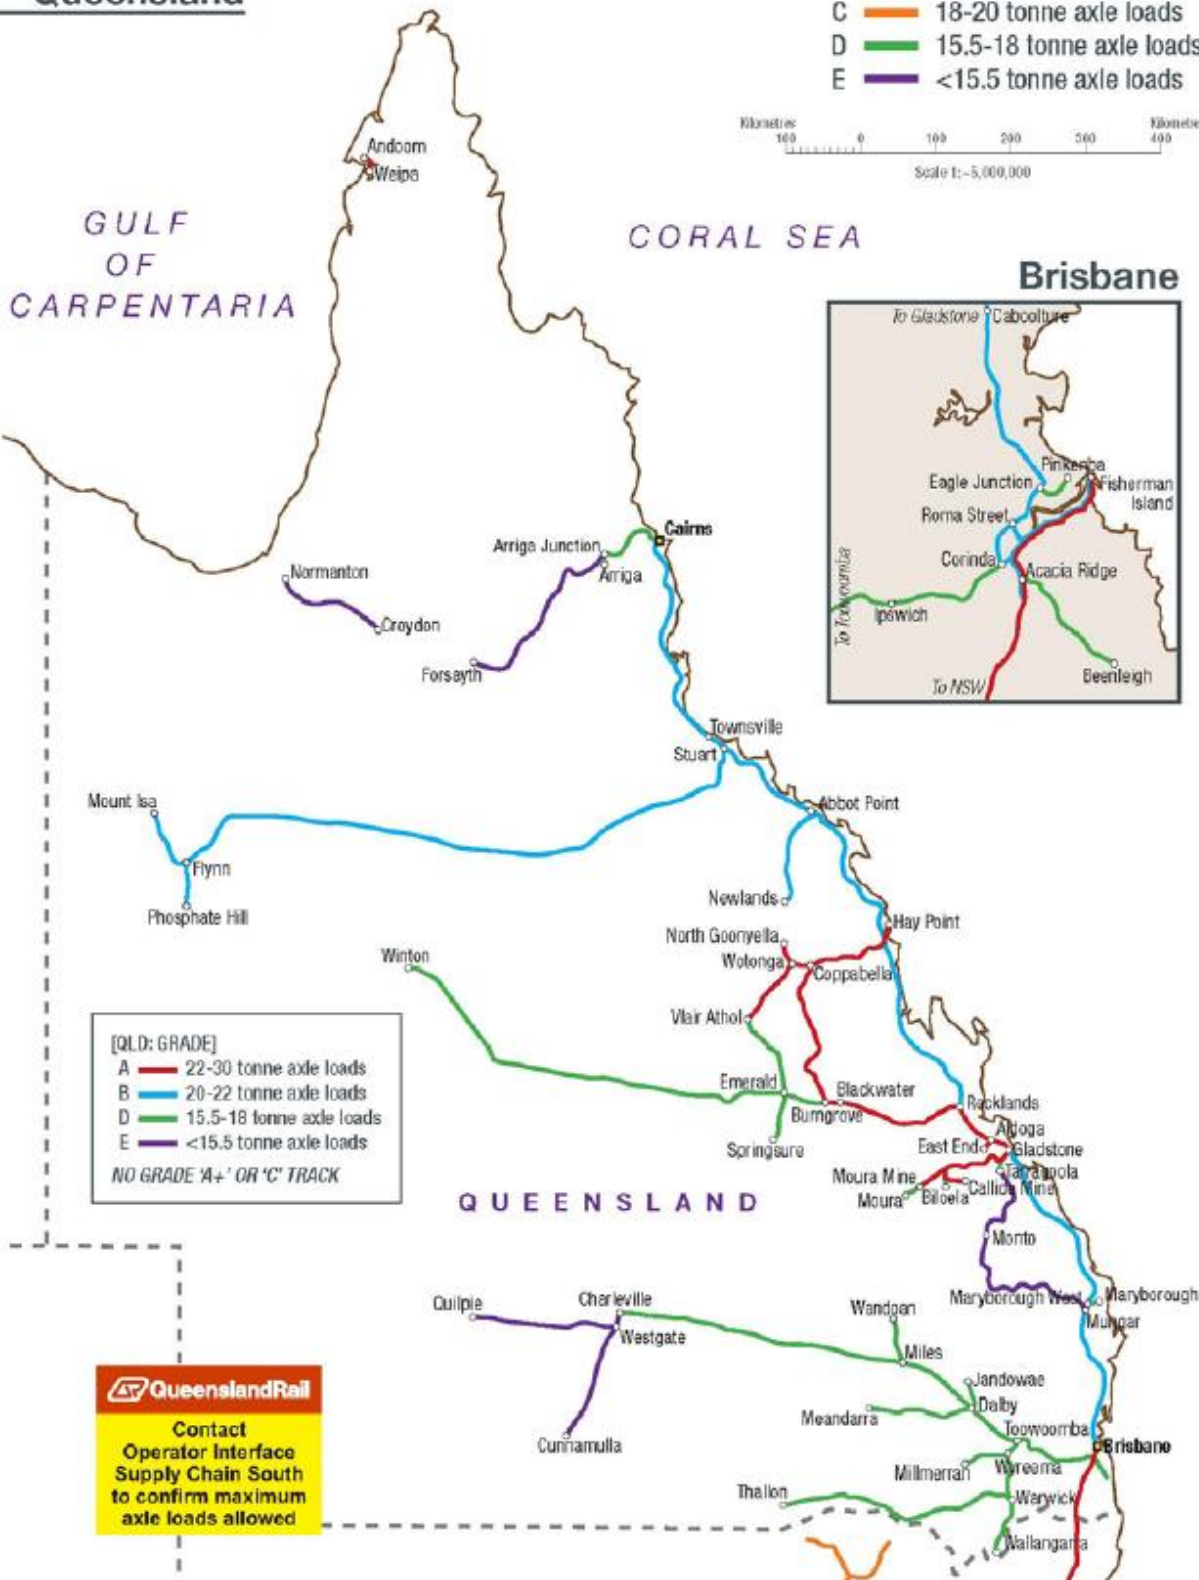 Queensland
C 18-20 tonne axle loads
D 15.5-18 tonne axle loads
E <15.5 tonne axle loads
Kilometres
100 0 100 200 300 400
Scale 1:~5,000,000
Andoom
Weipa
GULF
OF
CARPENTARIA
CORAL SEA
Brisbane
To Gladstone
Caboolture
Pinkenba
Eagle Junction
Fisherman
Island
Roma Street
Corinda
Acacia Ridge
To Toowoomba
Ipswich
Beenleigh
To NSW
Cairns
Arriga Junction
Arriga
Normanton
Croydon
Forsayth
Townsville
Stuart
Mount Isa
Abbot Point
Flynn
Newlands
Phosphate Hill
Hay Point
North Goonyella
Wotonga
Coppabella
Winton
Vlair Athol
[QLD: GRADE]
A 22-30 tonne axle loads
B 20-22 tonne axle loads
D 15.5-18 tonne axle loads
E <15.5 tonne axle loads
NO GRADE 'A+' OR 'C' TRACK
Emerald
Blackwater
Burngrove
Rocklands
Springsure
Aldoga
East End
Gladstone
Moura Mine
Taragoola
Callide Mine
Moura
Biloela
QUEENSLAND
Monto
Maryborough West
Maryborough
Mungar
Quilpie
Charleville
Westgate
Wandoan
Miles
Jandowae
Meandarra
Dalby
Cunnamulla
Toowoomba
Brisbane
Millmerran
Wyreema
Thallon
Warwick
Wallangarra
QueenslandRail
Contact
Operator Interface
Supply Chain South
to confirm maximum
axle loads allowed